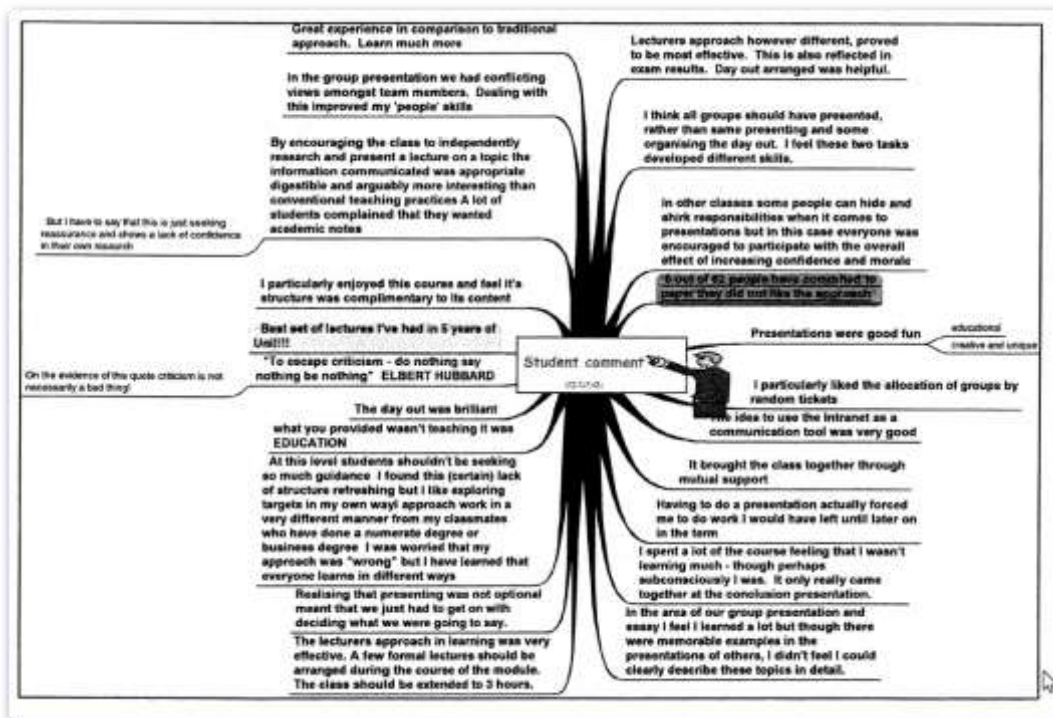 Great experience in comparison to traditional
approach. Learn much more
In the group presentation we had conflicting
views amongst team members. Dealing with
this improved my 'people' skills
By encouraging the class to independently
research and present a lecture on a topic the
information communicated was appropriate
digestible and arguably more interesting than
conventional teaching practices A lot of
students complained that they wanted
academic notes
But I have to say that this is just seeking
reassurance and shows a lack of confidence
in their own research
I particularly enjoyed this course and feel it's
structure was complimentary to its content
Best set of lectures I've had in 5 years of
Uni!!!!
"To escape criticism - do nothing say
nothing be nothing" ELBERT HUBBARD
On the evidence of this quote criticism is not
necessarily a bad thing!
The day out was brilliant
what you provided wasn't teaching it was
EDUCATION
At this level students shouldn't be seeking
so much guidance I found this (certain) lack
of structure refreshing but I like exploring
targets in my own wayI approach work in a
very different manner from my classmates
who have done a numerate degree or
business degree I was worried that my
approach was "wrong" but I have learned that
everyone learns in different ways
Realising that presenting was not optional
meant that we just had to get on with
deciding what we were going to say.
The lecturers approach in learning was very
effective. A few formal lectures should be
arranged during the course of the module.
The class should be extended to 3 hours.
Student comment
Lecturers approach however different, proved
to be most effective. This is also reflected in
exam results. Day out arranged was helpful.
I think all groups should have presented,
rather than same presenting and some
organising the day out. I feel these two tasks
developed different skills.
In other classes some people can hide and
shirk responsibilities when it comes to
presentations but in this case everyone was
encouraged to participate with the overall
effect of increasing confidence and morale
6 out of 62 people have commited to
paper they did not like the approach
Presentations were good fun
educational
creative and unique
I particularly liked the allocation of groups by
random tickets
The idea to use the Intranet as a
communication tool was very good
It brought the class together through
mutual support
Having to do a presentation actually forced
me to do work I would have left until later on
in the term
I spent a lot of the course feeling that I wasn't
learning much - though perhaps
subconsciously I was. It only really came
together at the conclusion presentation.
In the area of our group presentation and
essay I feel I learned a lot but though there
were memorable examples in the
presentations of others, I didn't feel I could
clearly describe these topics in detail.